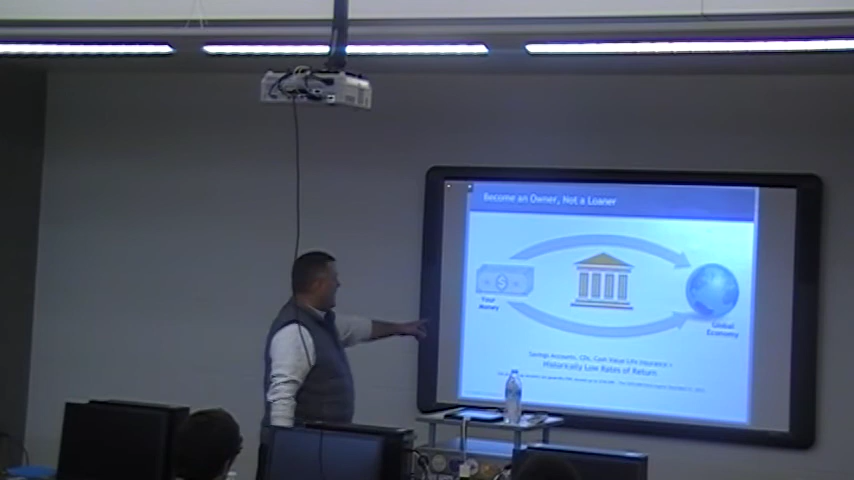 Become an Owner, Not a Loaner
$
Your
Money
Global
Economy
Savings Accounts, CDs, Cash Value Life Insurance =
Historically Low Rates of Return